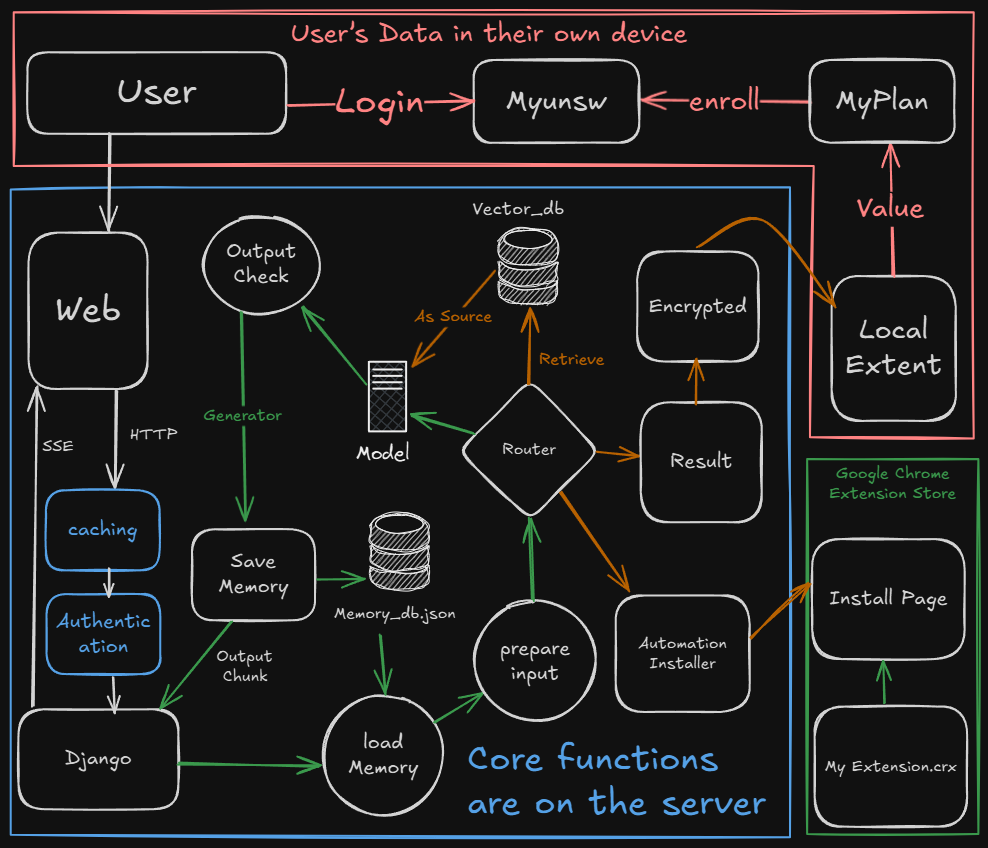 User's Data in their own device
User
Login
Myunsw
enroll
MyPlan
Value
Local
Extent
Vector_db
Output
Check
Encrypted
Web
As Source
Retrieve
Generator
SSE
HTTP
Model
Router
Result
Google Chrome
Extension Store
caching
Save
Memory
Install Page
Memory_db.json
Authentic
ation
prepare
input
Automation
Installer
Output
Chunk
Django
load
Memory
Core functions
are on the server
My Extension.crx